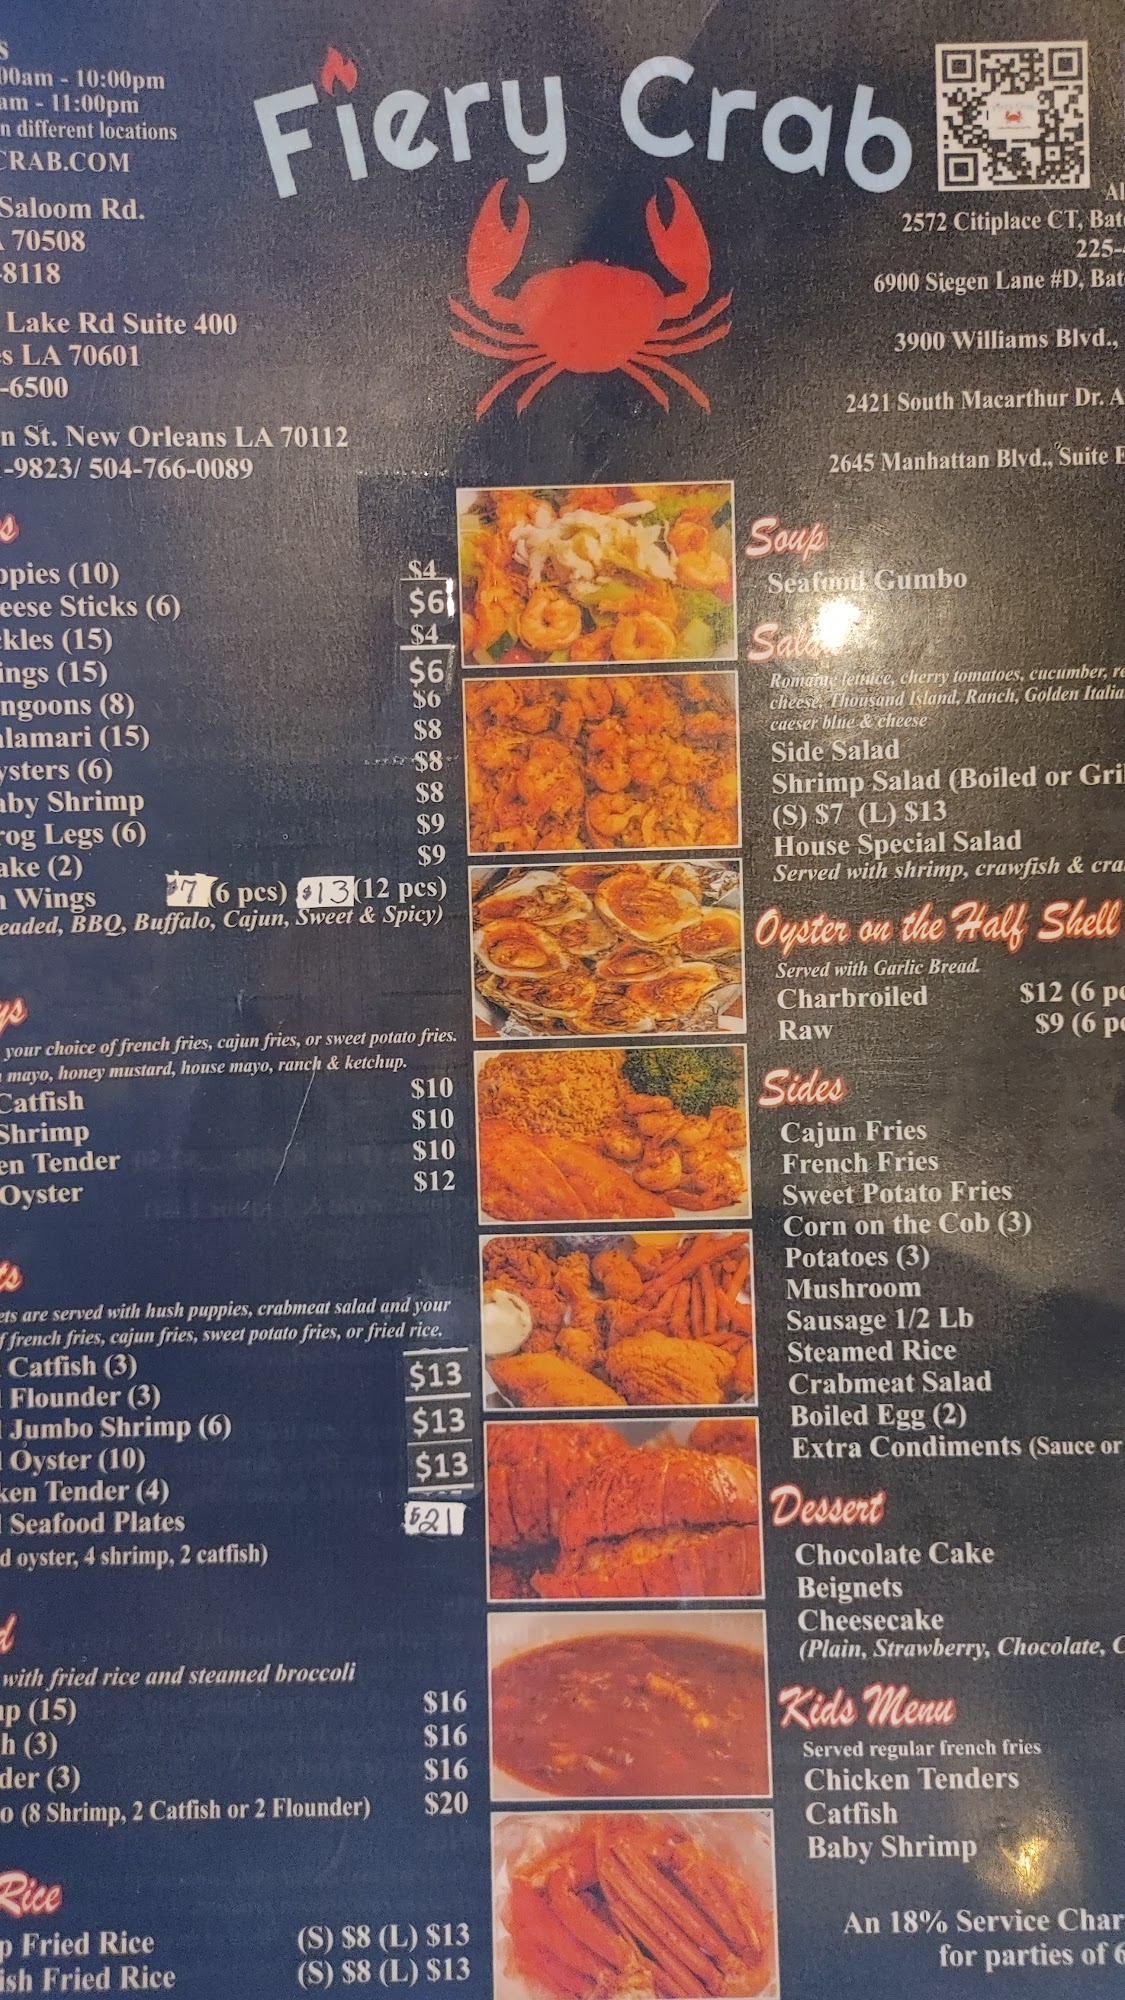 Fiery Crab
00am - 10:00pm
am - 11:00pm
n different locations
CRAB.COM
Saloom Rd.
70508
-8118
Lake Rd Suite 400
s LA 70601
-6500
n St. New Orleans LA 70112
-9823/ 504-766-0089
2572 Citiplace CT, Bat
225-
6900 Siegen Lane #D, Bat
3900 Williams Blvd.,
2421 South Macarthur Dr. A
2645 Manhattan Blvd., Suite E
s
ppies (10) $4
eese Sticks (6) $6
ckles (15) $4
ings (15) $6
ngoons (8) $6
alamari (15) $8
ysters (6) $8
aby Shrimp $8
rog Legs (6) $9
ake (2) $9
n Wings $7 (6 pcs) $13 (12 pcs)
eaded, BBQ, Buffalo, Cajun, Sweet & Spicy)
ys
your choice of french fries, cajun fries, or sweet potato fries.
mayo, honey mustard, house mayo, ranch & ketchup.
Catfish $10
Shrimp $10
en Tender $10
Oyster $12
ts
ets are served with hush puppies, crabmeat salad and your
f french fries, cajun fries, sweet potato fries, or fried rice.
Catfish (3) $13
Flounder (3)
Jumbo Shrimp (6) $13
Oyster (10) $13
ken Tender (4)
Seafood Plates $21
d oyster, 4 shrimp, 2 catfish)
d
with fried rice and steamed broccoli
p (15) $16
h (3) $16
der (3) $16
o (8 Shrimp, 2 Catfish or 2 Flounder) $20
Rice
p Fried Rice (S) $8 (L) $13
ish Fried Rice (S) $8 (L) $13
Soup
Seafood Gumbo
Salad
Romaine lettuce, cherry tomatoes, cucumber, re
cheese, Thousand Island, Ranch, Golden Italia
caeser blue & cheese
Side Salad
Shrimp Salad (Boiled or Gri
(S) $7 (L) $13
House Special Salad
Served with shrimp, crawfish & cra
Oyster on the Half Shell
Served with Garlic Bread.
Charbroiled $12 (6 pc
Raw $9 (6 pc
Sides
Cajun Fries
French Fries
Sweet Potato Fries
Corn on the Cob (3)
Potatoes (3)
Mushroom
Sausage 1/2 Lb
Steamed Rice
Crabmeat Salad
Boiled Egg (2)
Extra Condiments (Sauce or
Dessert
Chocolate Cake
Beignets
Cheesecake
(Plain, Strawberry, Chocolate, C
Kids Menu
Served regular french fries
Chicken Tenders
Catfish
Baby Shrimp
An 18% Service Char
for parties of 6